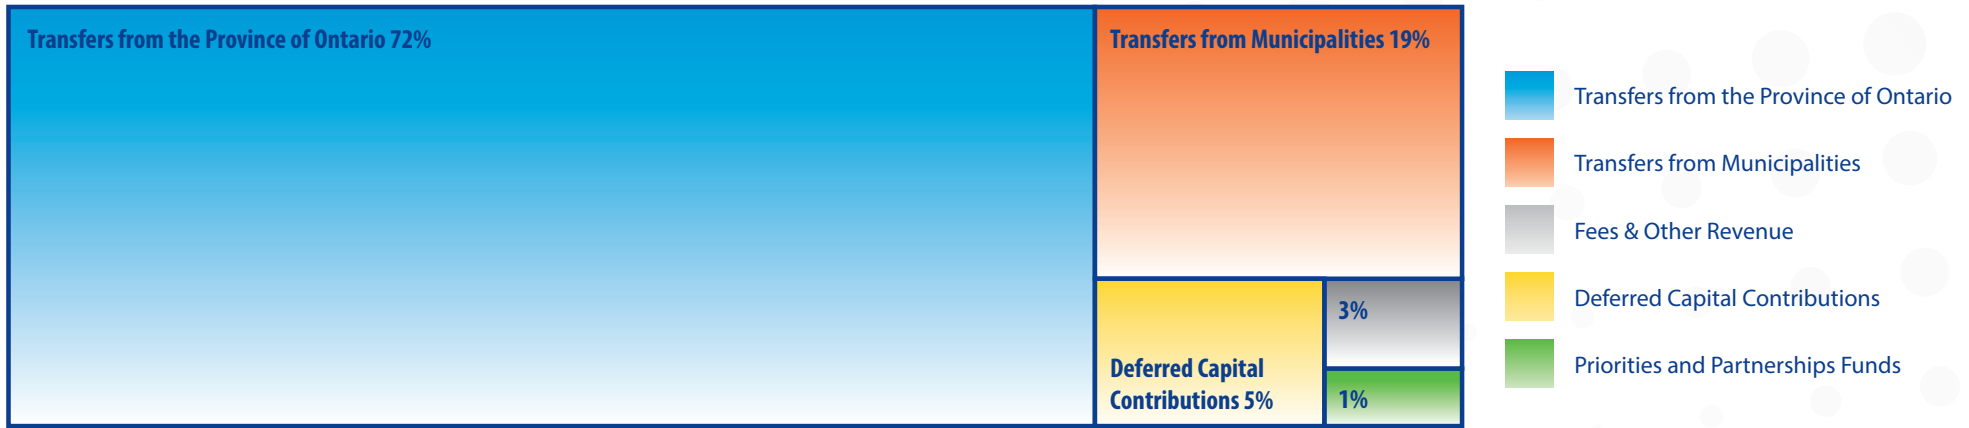 Transfers from the Province of Ontario 72%
Transfers from Municipalities 19%
Deferred Capital
Contributions 5%
3%
1%
Transfers from the Province of Ontario
Transfers from Municipalities
Fees & Other Revenue
Deferred Capital Contributions
Priorities and Partnerships Funds